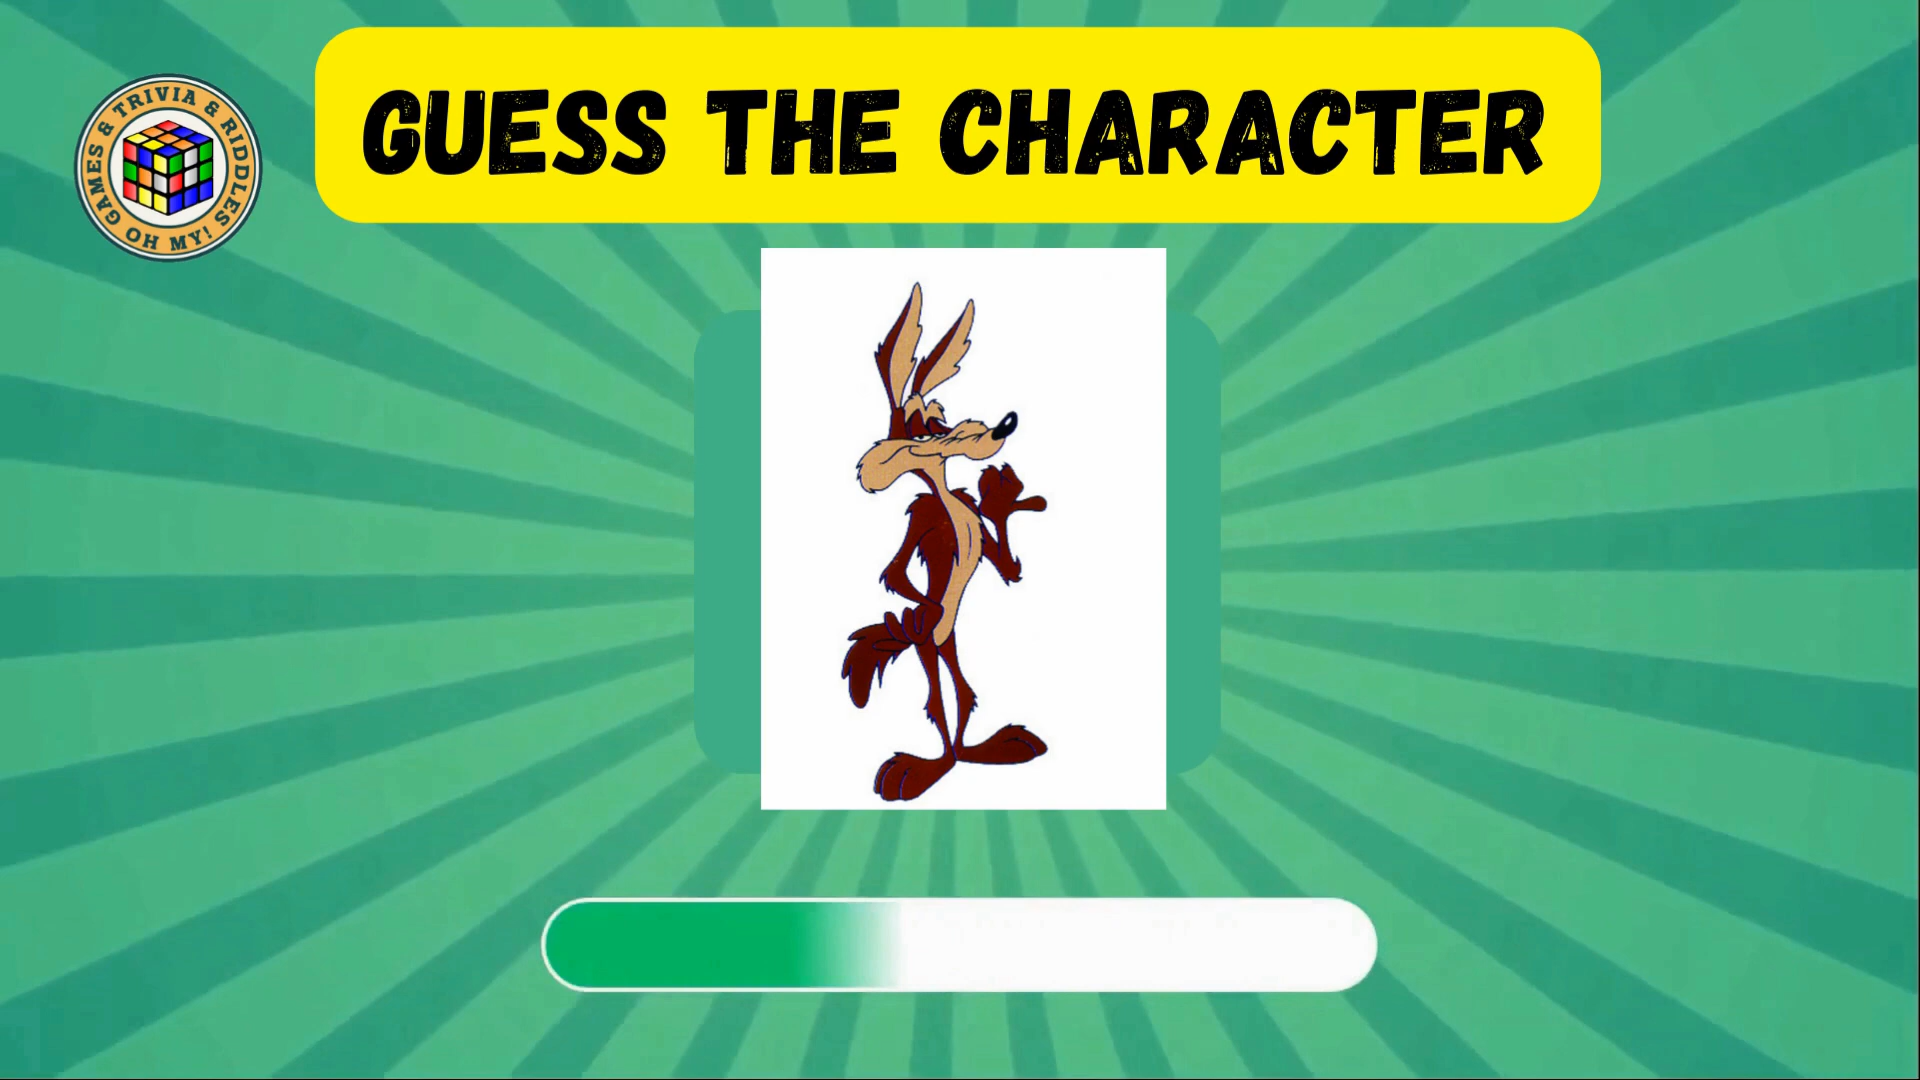 GUESS THE CHARACTER
GAMES & TRIVIA & RIDDLES
OH MY!